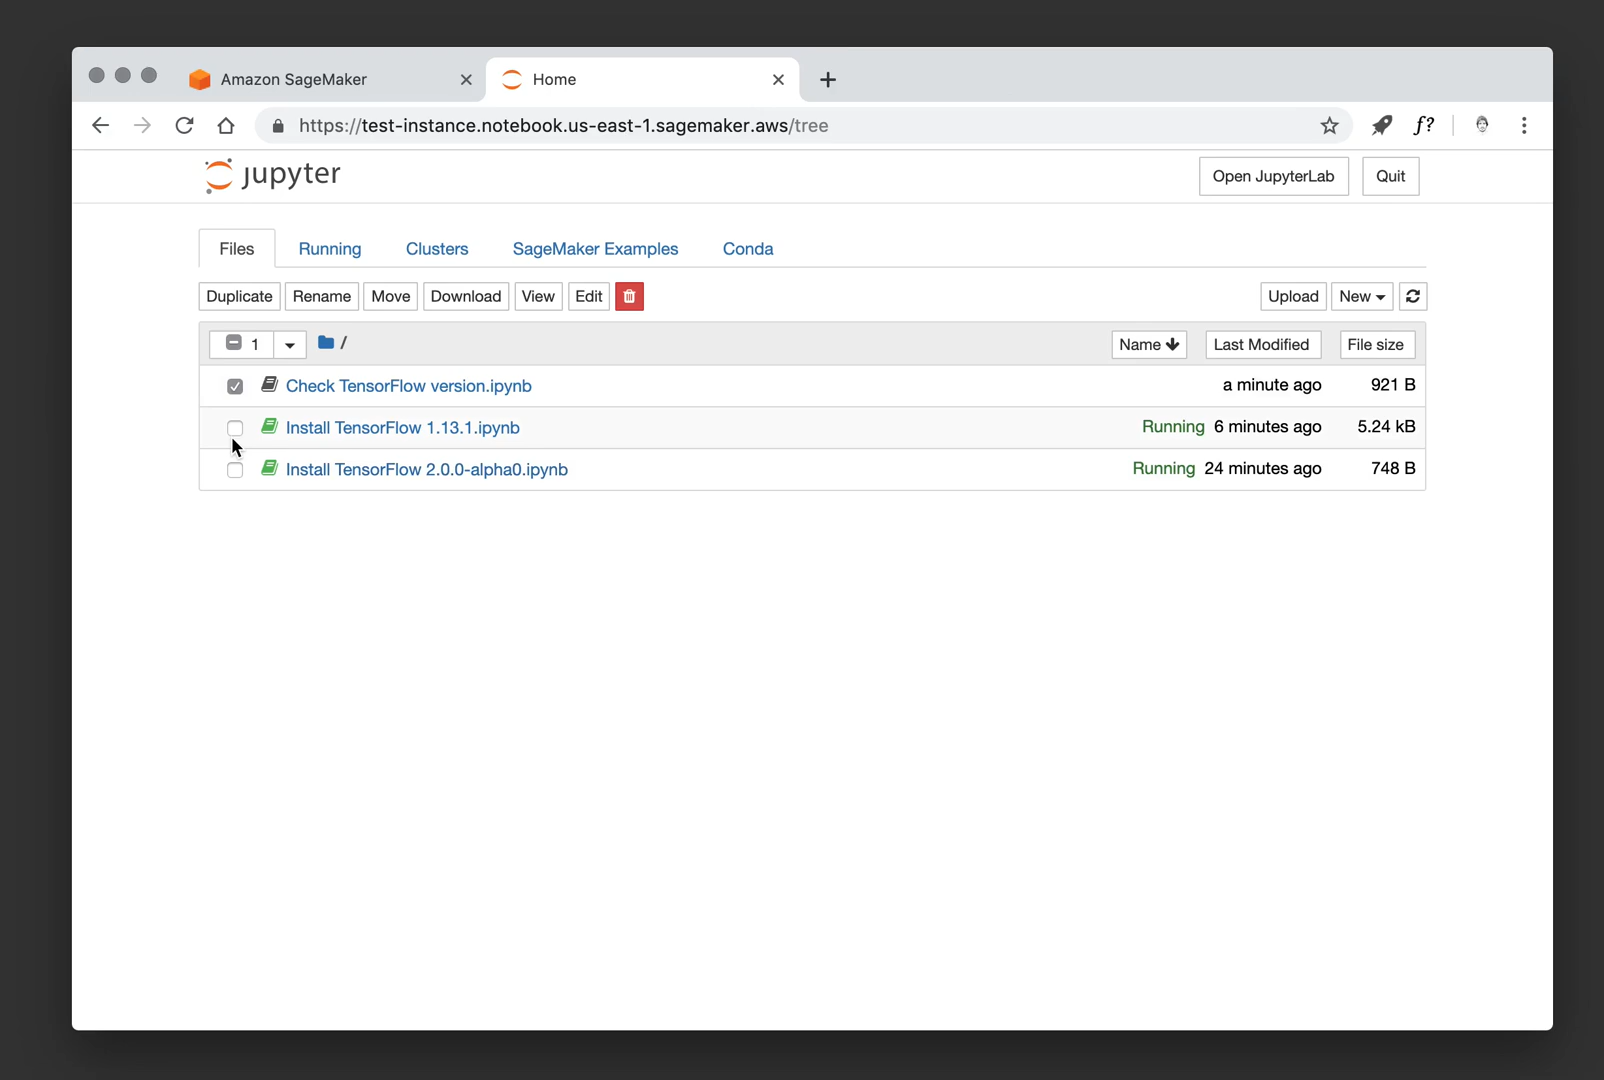 Amazon SageMaker
Home
https://test-instance.notebook.us-east-1.sagemaker.aws/tree
f?
jupyter
Open JupyterLab
Quit
Files
Running
Clusters
SageMaker Examples
Conda
Duplicate
Rename
Move
Download
View
Edit
Upload
New
1
/
Name
Last Modified
File size
Check TensorFlow version.ipynb
a minute ago
921 B
Install TensorFlow 1.13.1.ipynb
Running 6 minutes ago
5.24 kB
Install TensorFlow 2.0.0-alpha0.ipynb
Running 24 minutes ago
748 B